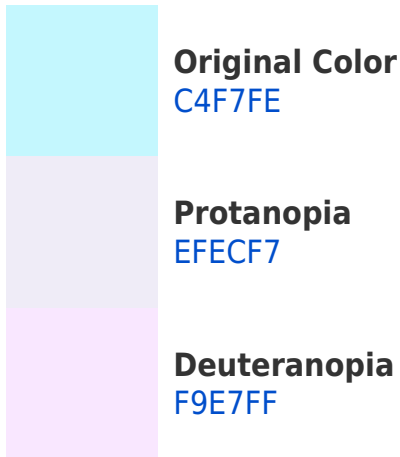 Original Color
C4F7FE
Protanopia
EFECF7
Deuteranopia
F9E7FF